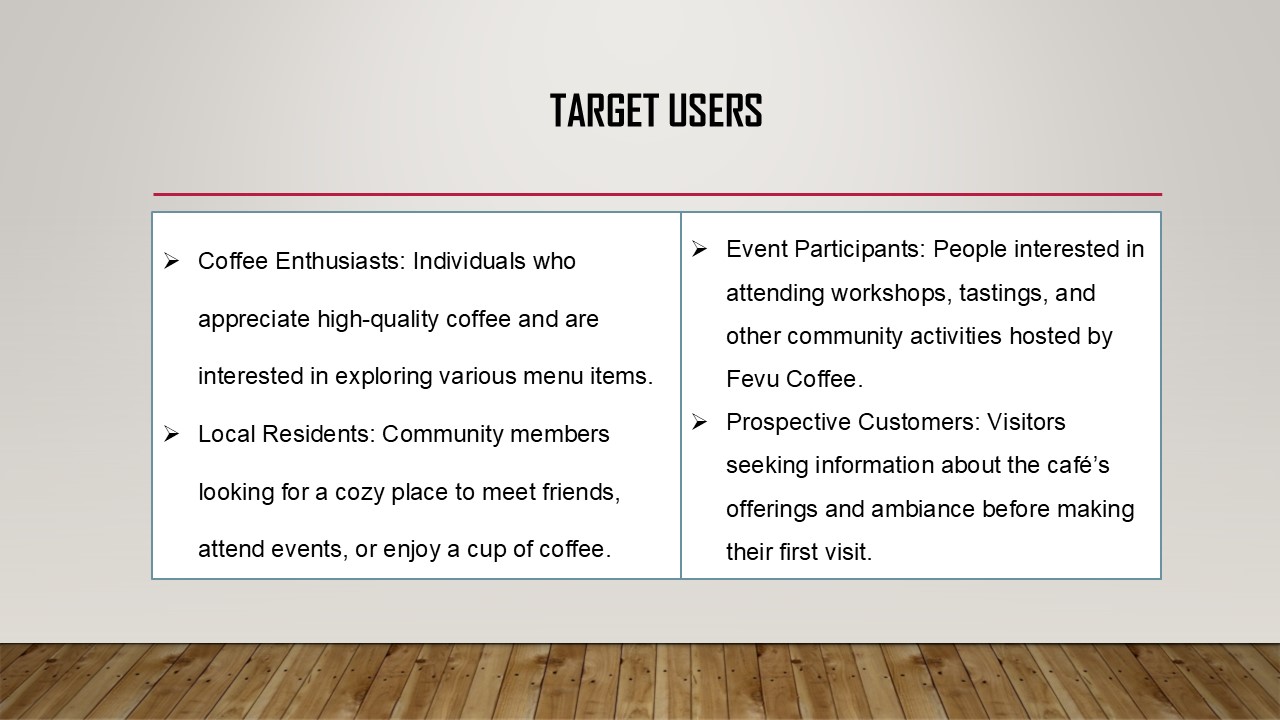 TARGET USERS
➢ Coffee Enthusiasts: Individuals who
appreciate high-quality coffee and are
interested in exploring various menu items.
➢ Local Residents: Community members
looking for a cozy place to meet friends,
attend events, or enjoy a cup of coffee.
➢ Event Participants: People interested in
attending workshops, tastings, and
other community activities hosted by
Fevu Coffee.
➢ Prospective Customers: Visitors
seeking information about the café’s
offerings and ambiance before making
their first visit.